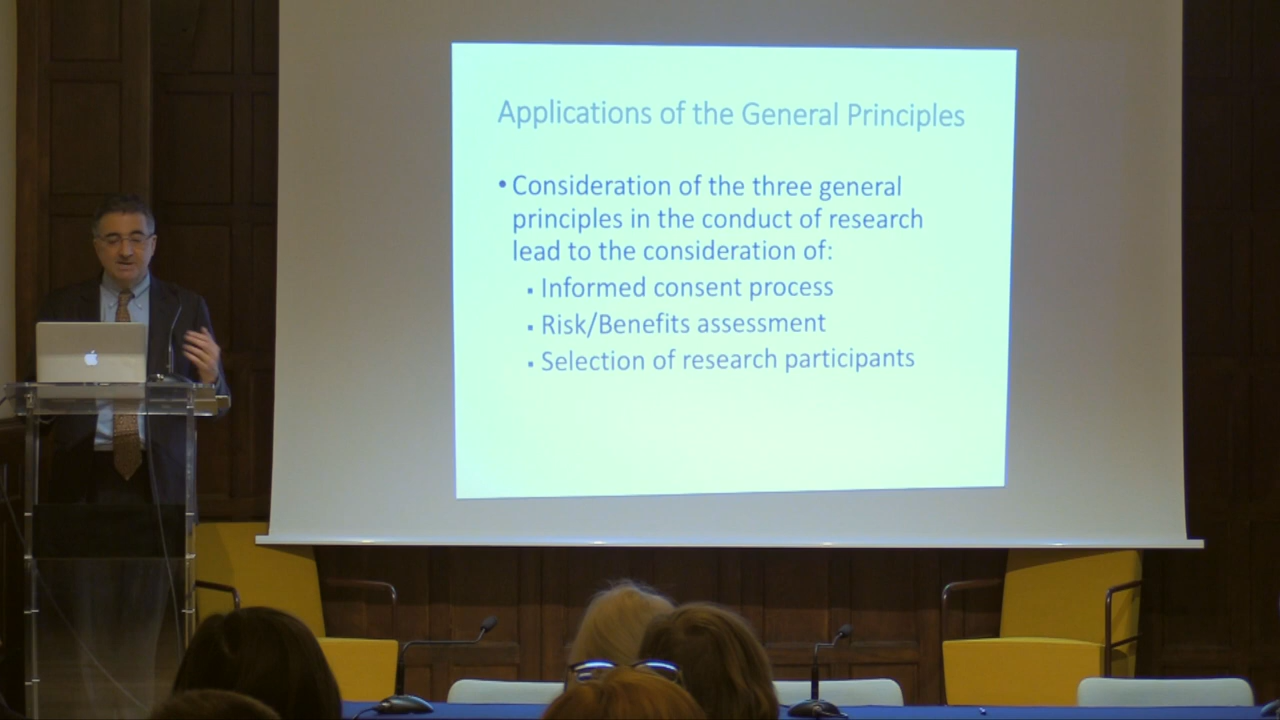 Applications of the General Principles
• Consideration of the three general
principles in the conduct of research
lead to the consideration of:
▪ Informed consent process
▪ Risk/Benefits assessment
▪ Selection of research participants